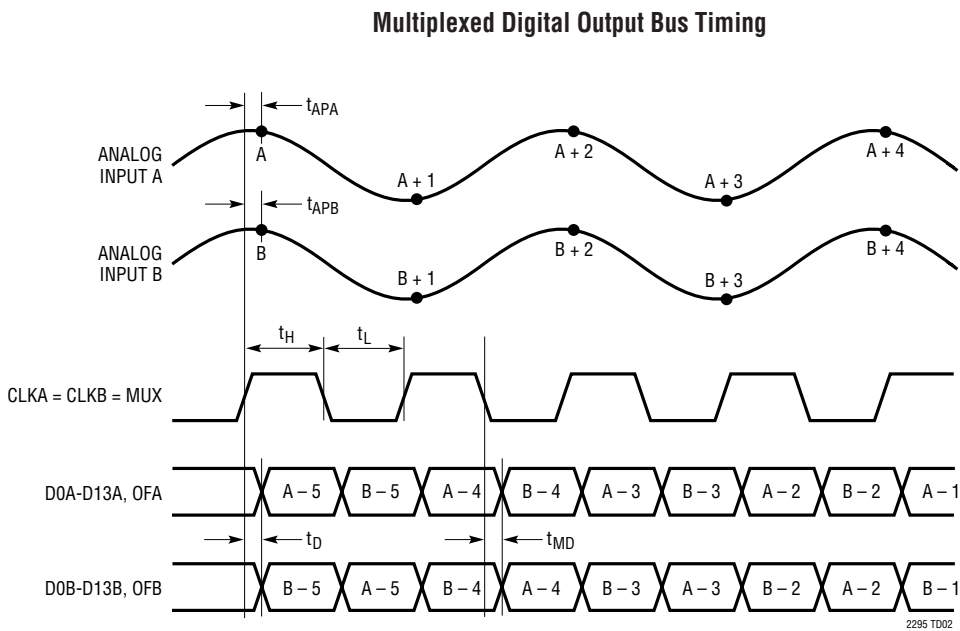 Multiplexed Digital Output Bus Timing
tAPA
ANALOG
INPUT A
A
A + 1
A + 2
A + 3
A + 4
tAPB
ANALOG
INPUT B
B
B + 1
B + 2
B + 3
B + 4
tH
tL
CLKA = CLKB = MUX
D0A-D13A, OFA
A – 5
B – 5
A – 4
B – 4
A – 3
B – 3
A – 2
B – 2
A – 1
tD
tMD
D0B-D13B, OFB
B – 5
A – 5
B – 4
A – 4
B – 3
A – 3
B – 2
A – 2
B – 1
2295 TD02